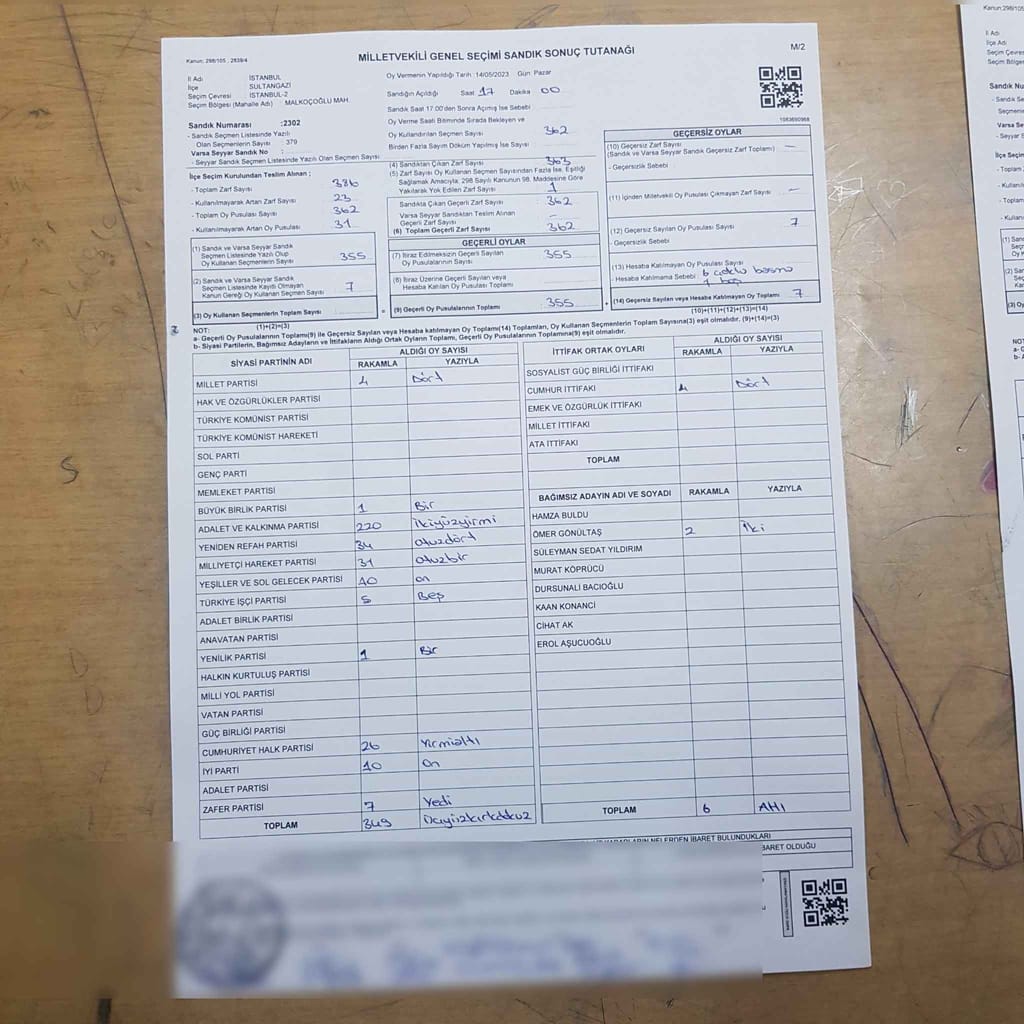 Kanun: 298/105 , 2839/4
MİLLETVEKİLİ GENEL SEÇİMİ SANDIK SONUÇ TUTANAĞI
M/2
İl Adı İSTANBUL
İlçe SULTANGAZİ
Seçim Çevresi İSTANBUL-2
Seçim Bölgesi (Mahalle Adı) : MALKOÇOĞLU MAH.
Oy Vermenin Yapıldığı Tarih :14/05/2023 Gün: Pazar
Sandığın Açıldığı Saat 17 Dakika 00
Sandık Saat 17.00'den Sonra Açılmış İse Sebebi
Oy Verme Saati Bitiminde Sırada Bekleyen ve
Oy Kullandırılan Seçmen Sayısı 362
Birden Fazla Sayım Döküm Yapılmış İse Sayısı
Sandık Numarası :2302
- Sandık Seçmen Listesinde Yazılı
Olan Seçmenlerin Sayısı : 379
Varsa Seyyar Sandık No :
- Seyyar Sandık Seçmen Listesinde Yazılı Olan Seçmen Sayısı
İlçe Seçim Kurulundan Teslim Alınan ;
- Toplam Zarf Sayısı 386
- Kullanılmayarak Artan Zarf Sayısı 23
- Toplam Oy Pusulası Sayısı 362
- Kullanılmayarak Artan Oy Pusulası 31
(1) Sandık ve Varsa Seyyar Sandık
Seçmen Listesinde Yazılı Olup
Oy Kullanan Seçmenlerin Sayısı 355
(2) Sandık ve Varsa Seyyar Sandık
Seçmen Listesinde Kayıtlı Olmayan
Kanun Gereği Oy Kullanan Seçmen Sayısı 7
(3) Oy Kullanan Seçmenlerin Toplam Sayısı
(1)+(2)=(3)
(4) Sandıktan Çıkan Zarf Sayısı 363
(5) Zarf Sayısı Oy Kullanan Seçmen Sayısından Fazla İse, Eşitliği
Sağlamak Amacıyla; 298 Sayılı Kanunun 98. Maddesine Göre
Yakılarak Yok Edilen Zarf Sayısı 1
Sandıkta Çıkan Geçerli Zarf Sayısı : 362
Varsa Seyyar Sandıktan Teslim Alınan
Geçerli Zarf Sayısı –
(6) Toplam Geçerli Zarf Sayısı 362
GEÇERLİ OYLAR
(7) İtiraz Edilmeksizin Geçerli Sayılan
Oy Pusulalarının Sayısı 355
(8) İtiraz Üzerine Geçerli Sayılan veya
Hesaba Katılan Oy Pusulaları Toplamı
= (9) Geçerli Oy Pusulalarının Toplamı 355
1083690968
GEÇERSİZ OYLAR
(10) Geçersiz Zarf Sayısı —
(Sandık ve Varsa Seyyar Sandık Geçersiz Zarf Toplamı)
- Geçersizlik Sebebi
(11) İçinden Milletvekili Oy Pusulası Çıkmayan Zarf Sayısı —
(12) Geçersiz Sayılan Oy Pusulası Sayısı 7
- Geçersizlik Sebebi
(13) Hesaba Katılmayan Oy Pusulası Sayısı
- Hesaba Katılmama Sebebi
+ (14) Geçersiz Sayılan veya Hesaba Katılmayan Oy Toplamı 7
(10)+(11)+(12)+(13)=(14)
NOT:
a- Geçerli Oy Pusulalarının Toplamı(9) ile Geçersiz Sayılan veya Hesaba katılmayan Oy Toplamı(14) Toplamları, Oy Kullanan Seçmenlerin Toplam Sayısına(3) eşit olmalıdır. (9)+(14)=(3)
b- Siyasi Partilerin, Bağımsız Adayların ve İttifakların Aldığı Ortak Oyların Toplamı, Geçerli Oy Pusulalarının Toplamına(9) eşit olmalıdır.
SİYASİ PARTİNİN ADI ALDIĞI OY SAYISI
RAKAMLA YAZIYLA
MİLLET PARTİSİ 4 Dört
HAK VE ÖZGÜRLÜKLER PARTİSİ
TÜRKİYE KOMÜNİST PARTİSİ
TÜRKİYE KOMÜNİST HAREKETİ
SOL PARTİ
GENÇ PARTİ
MEMLEKET PARTİSİ
BÜYÜK BİRLİK PARTİSİ 1 Bir
ADALET VE KALKINMA PARTİSİ 220 ikiyüzyirmi
YENİDEN REFAH PARTİSİ 34 otuzdört
MİLLİYETÇİ HAREKET PARTİSİ 31 otuzbir
YEŞİLLER VE SOL GELECEK PARTİSİ 10 on
TÜRKİYE İŞÇİ PARTİSİ 5 Beş
ADALET BİRLİK PARTİSİ
ANAVATAN PARTİSİ
YENİLİK PARTİSİ 1 Bir
HALKIN KURTULUŞ PARTİSİ
MİLLİ YOL PARTİSİ
VATAN PARTİSİ
GÜÇ BİRLİĞİ PARTİSİ
CUMHURİYET HALK PARTİSİ 26 Yirmialtı
İYİ PARTİ 10 On
ADALET PARTİSİ
ZAFER PARTİSİ 7 Yedi
TOPLAM 349
İTTİFAK ORTAK OYLARI ALDIĞI OY SAYISI
RAKAMLA YAZIYLA
SOSYALİST GÜÇ BİRLİĞİ İTTİFAKI
CUMHUR İTTİFAKI 4 Dört
EMEK VE ÖZGÜRLÜK İTTİFAKI
MİLLET İTTİFAKI
ATA İTTİFAKI
TOPLAM
BAĞIMSIZ ADAYIN ADI VE SOYADI RAKAMLA YAZIYLA
HAMZA BULDU
ÖMER GÖNÜLTAŞ 2 İki
SÜLEYMAN SEDAT YILDIRIM
MURAT KÖPRÜCÜ
DURSUNALİ BACIOĞLU
KAAN KONANCİ
CİHAT AK
EROL AŞUCUOĞLU
TOPLAM 6 AHI
NELERDEN İBARET BULUNDUKLARI
İBARET OLDUĞU
Kanun:298/105
İl Adı
İlçe Adı
Seçim Çevresi
Seçim Bölgesi